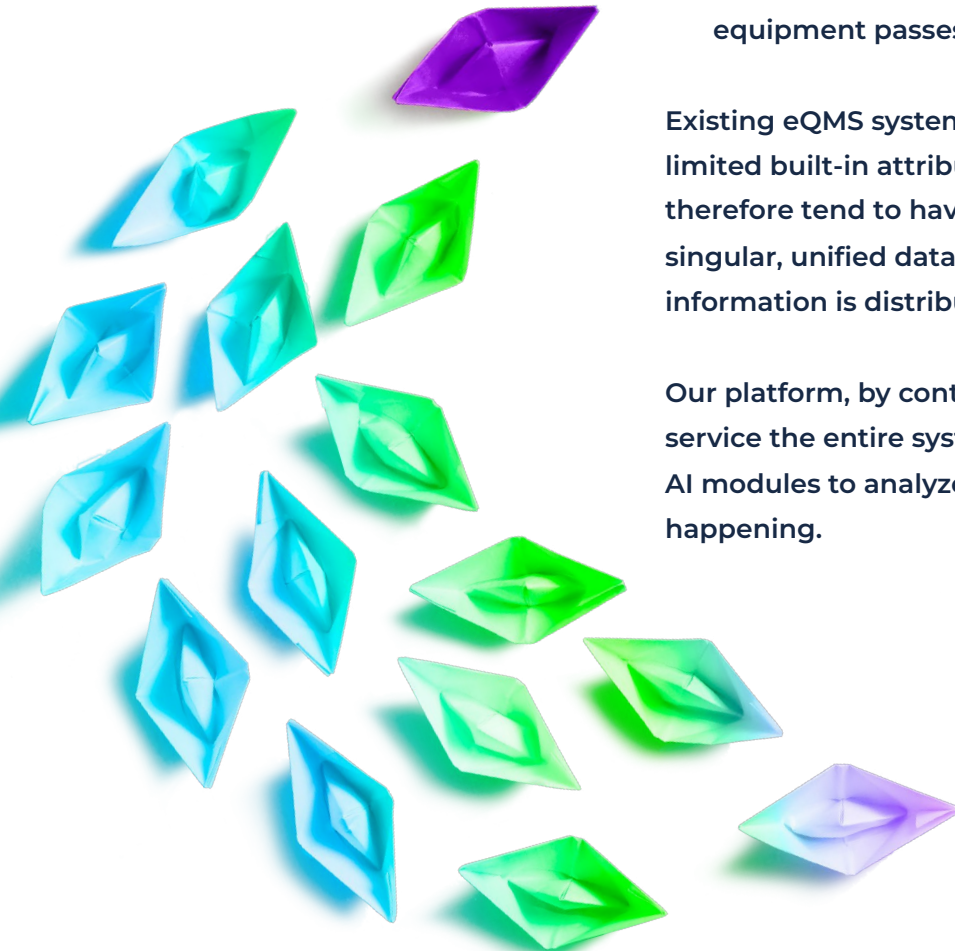 equipment passes
Existing eQMS system
limited built-in attribu
therefore tend to hav
singular, unified data
information is distribu
Our platform, by cont
service the entire syst
AI modules to analyze
happening.